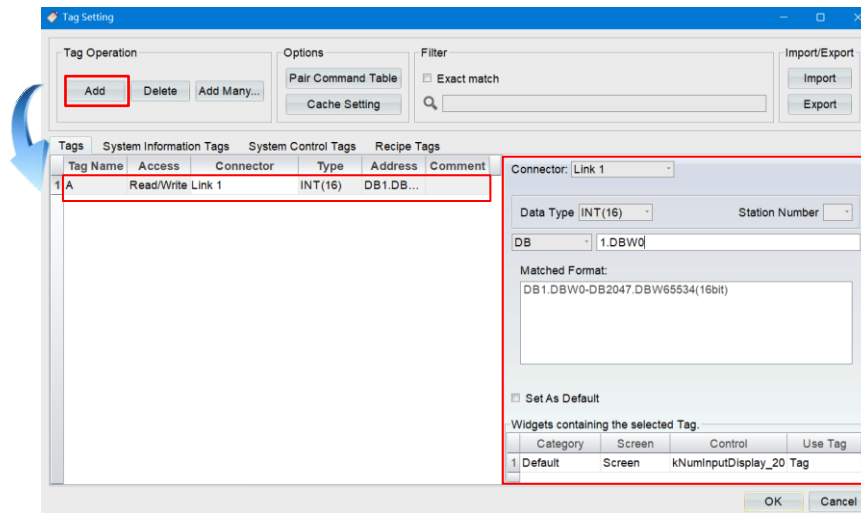 Tag Setting
Tag Operation
Add Delete Add Many...
Options
Pair Command Table
Cache Setting
Filter
Exact match
Import/Export
Import
Export
Tags System Information Tags System Control Tags Recipe Tags
Tag Name Access Connector Type Address Comment
1 A Read/Write Link 1 INT(16) DB1.DB...
Connector: Link 1
Data Type INT(16) Station Number
DB 1.DBW0
Matched Format:
DB1.DBW0-DB2047.DBW65534(16bit)
Set As Default
Widgets containing the selected Tag.
Category Screen Control Use Tag
1 Default Screen kNumInputDisplay_20 Tag
OK Cancel